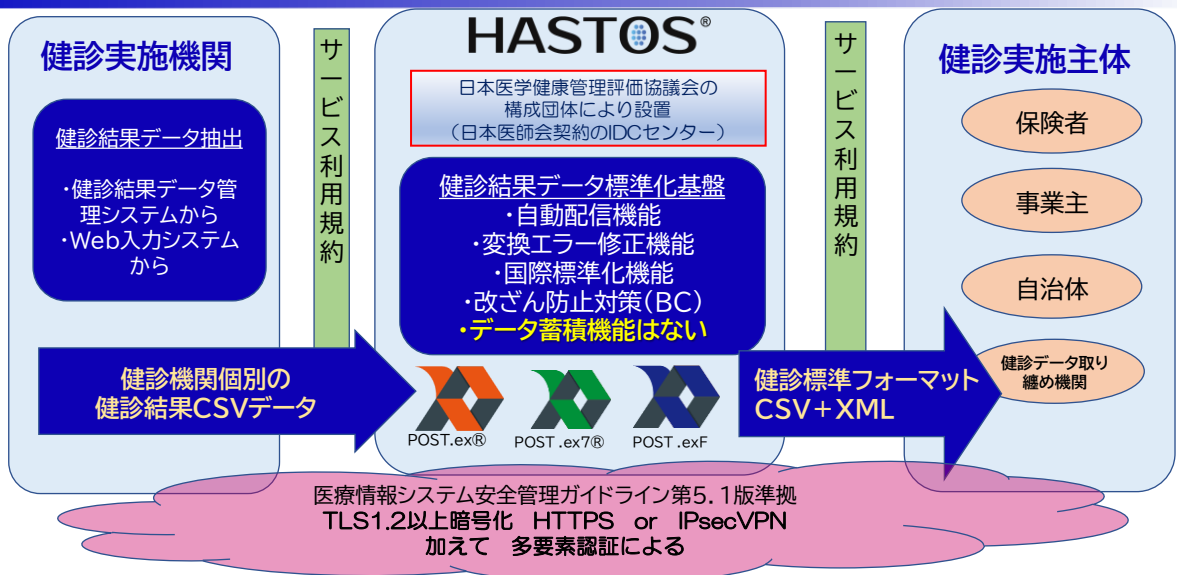 健診実施機関
健診結果データ抽出
・健診結果データ管
理システムから
・Web入力システム
から
サービス利用規約
HASTOS®
日本医学健康管理評価協議会の
構成団体により設置
（日本医師会契約のIDCセンター）
健診結果データ標準化基盤
・自動配信機能
・変換エラー修正機能
・国際標準化機能
・改ざん防止対策（BC）
・データ蓄積機能はない
サービス利用規約
健診実施主体
保険者
事業主
自治体
健診データ取り
纏め機関
健診機関個別の
健診結果CSVデータ
POST.ex®
POST.ex7®
POST.exF
健診標準フォーマット
CSV＋XML
医療情報システム安全管理ガイドライン第5.1版準拠
TLS1.2以上暗号化　HTTPS　or　IPsecVPN
加えて　多要素認証による